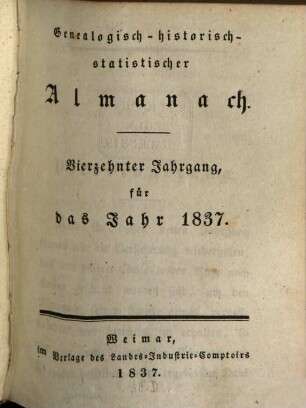 Genealogisch-historisch-
statistischer
Almanach.
Vierzehnter Jahrgang,
für
das Jahr 1837.
Weimar,
im Verlage des Landes-Industrie-Comptoirs
1837.